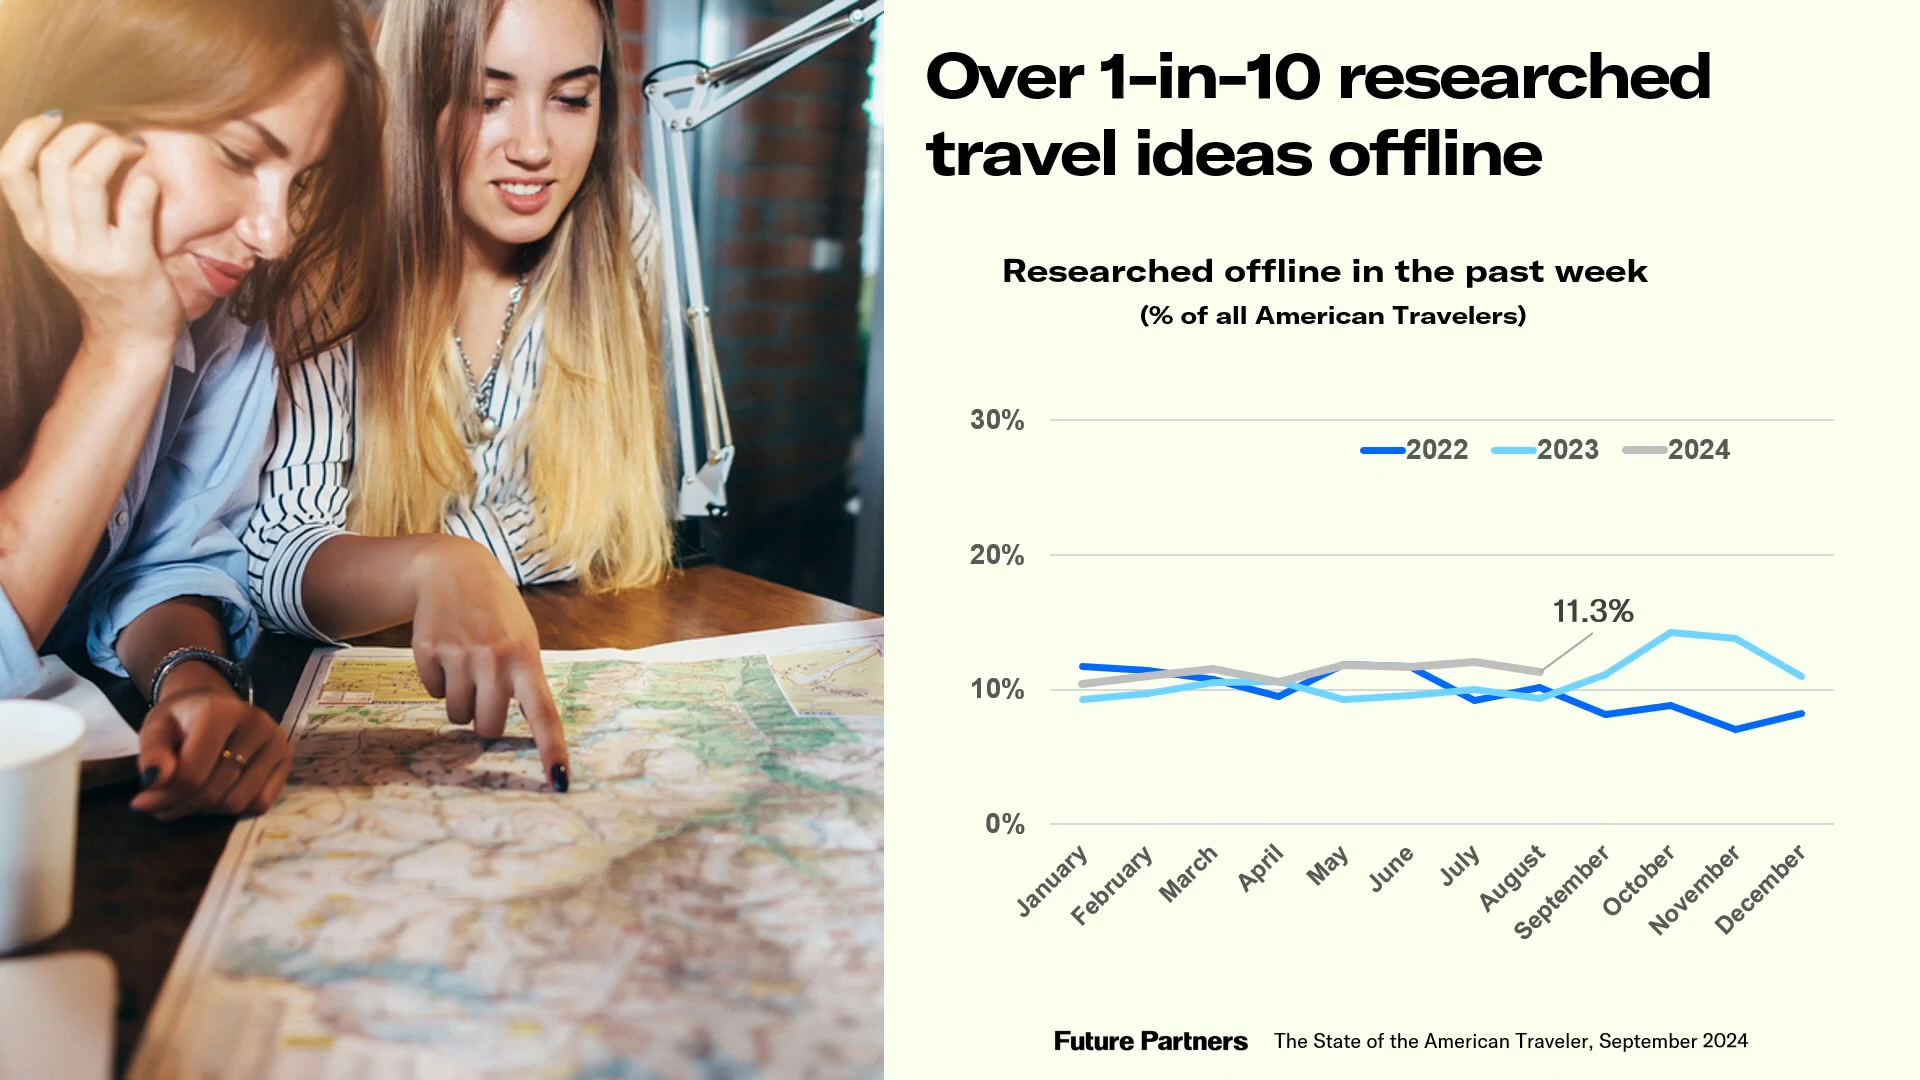 Over 1-in-10 researched
travel ideas offline
Researched offline in the past week
(% of all American Travelers)
30%
2022 2023 2024
20%
11.3%
10%
0%
January February March April May June July August September October November December
Future Partners The State of the American Traveler, September 2024